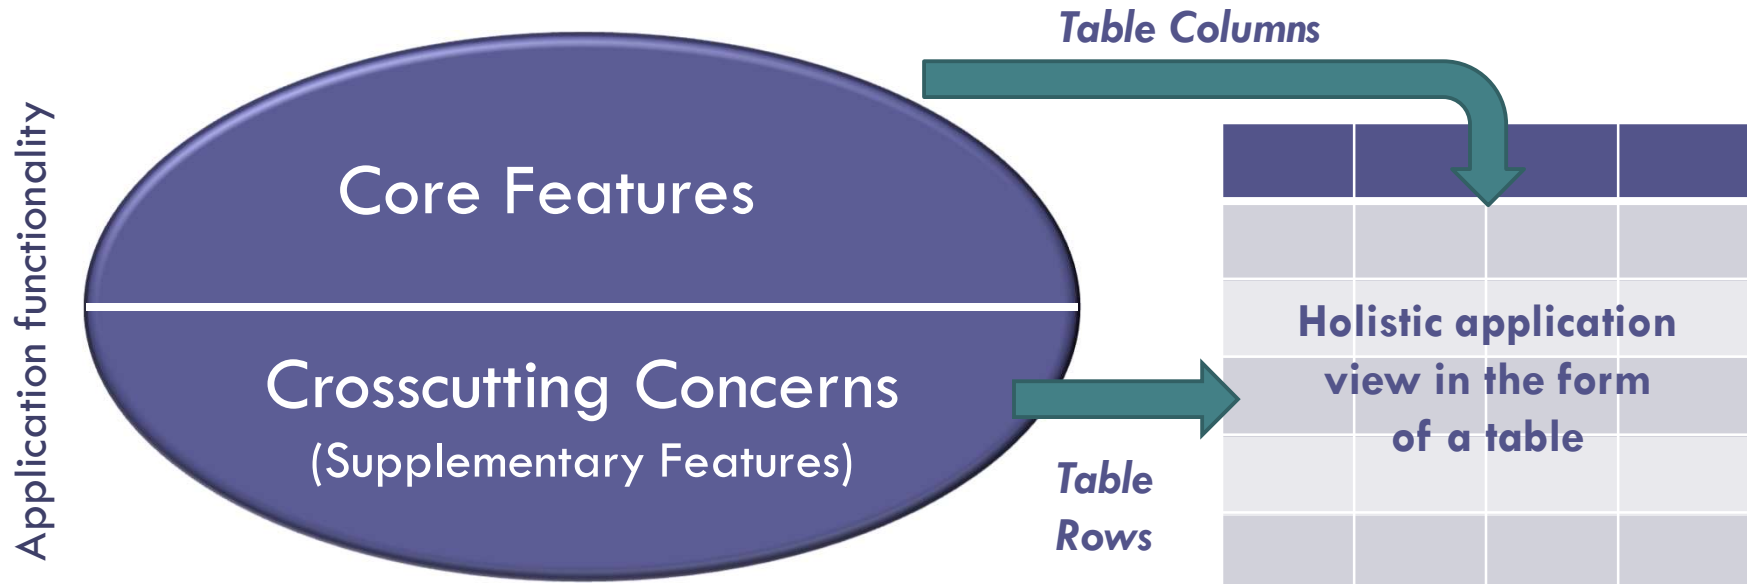 Application functionality
Core Features
Crosscutting Concerns
(Supplementary Features)
Table Columns
Table
Rows
Holistic application
view in the form
of a table